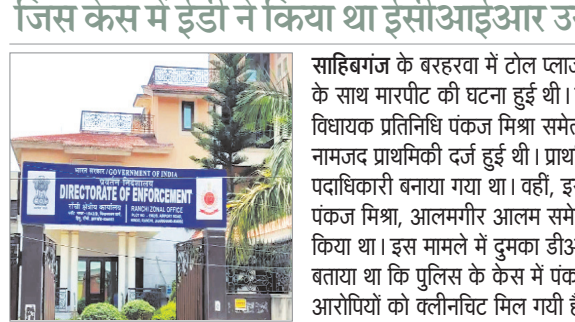 जिस केस में ईडी ने किया था ईसीआईआर
भारत सरकार/GOVERNMENT OF INDIA
प्रवर्तन निदेशालय
DIRECTORATE OF ENFORCEMENT
राँची क्षेत्रीय कार्यालय
RANCHI ZONAL OFFICE
साहिबगंज के बरहरवा में टोल प्लाज
के साथ मारपीट की घटना हुई थी।
विधायक प्रतिनिधि पंकज मिश्रा समेत
नामजद प्राथमिकी दर्ज हुई थी। प्राथ
पदाधिकारी बनाया गया था। वहीं, इ
पंकज मिश्रा, आलमगीर आलम समे
किया था। इस मामले में दुमका डीअ
बताया था कि पुलिस के केस में पंक
आरोपियों को क्लीनचिट मिल गयी है